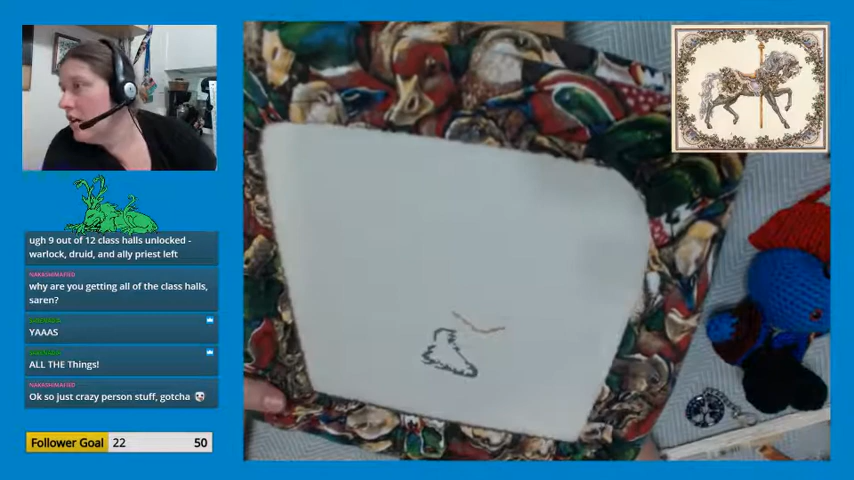 ugh 9 out of 12 class halls unlocked -
warlock, druid, and ally priest left
NAKASHIMAFIED
why are you getting all of the class halls,
saren?
YAAAS
ALL THE Things!
NAKASHIMAFIED
Ok so just crazy person stuff, gotcha
Follower Goal 22 50